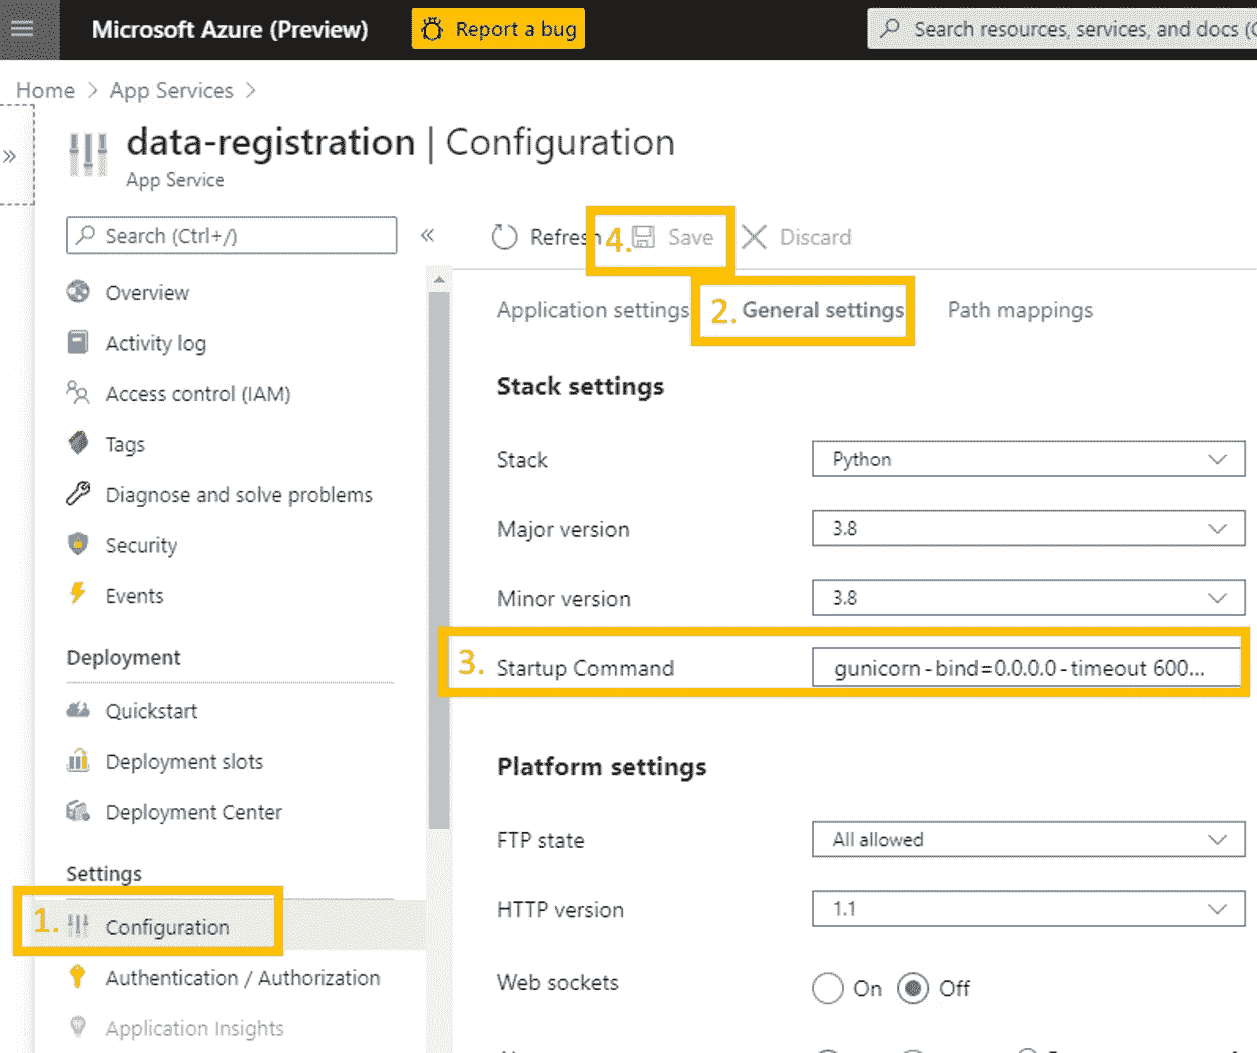 Microsoft Azure (Preview)
Report a bug
Search resources, services, and docs (
Home > App Services >
data-registration | Configuration
App Service
Search (Ctrl+/)
Overview
Activity log
Access control (IAM)
Tags
Diagnose and solve problems
Security
Events
Deployment
Quickstart
Deployment slots
Deployment Center
Settings
1. Configuration
Authentication / Authorization
Application Insights
Refresh
4. Save
Discard
Application settings
2. General settings
Path mappings
Stack settings
Stack
Python
Major version
3.8
Minor version
3.8
3. Startup Command
gunicorn -bind=0.0.0.0 -timeout 600...
Platform settings
FTP state
All allowed
HTTP version
1.1
Web sockets
On
Off